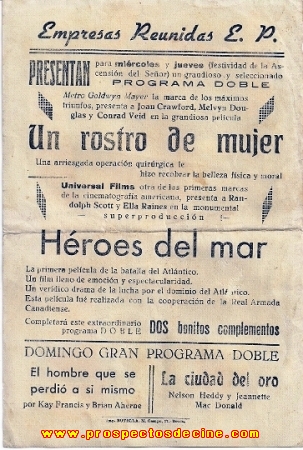 Empresas Reunidas E. P.
PRESENTAN para miércoles y jueves (festividad de la As-
censión del Señor) un grandioso y seleccionado
PROGRAMA DOBLE
Metro Goldwyn Mayer la marca de los máximos
triunfos, presenta a Joan Crawford, Melvyn Dou-
glas y Conrad Veid en la grandiosa película
Un rostro de mujer
Una arriesgada operación quirúrgica le
hizo recobrar la belleza física y moral
Universal Films otra de las primeras marcas
de la cinematografía americana, presenta a Ran-
dolph Scott y Ella Raines en la monumental
superproducción :-
Héroes del mar
La primera película de la batalla del Atlántico.
Un film lleno de emoción y espectacularidad.
Un verídico drama de la lucha por el dominio del Atlántico.
Esta película fué realizada con la cooperación de la Real Armada
Canadiense.
Completará este extraordinario
programa DOBLE DOS bonitos complementos
DOMINGO GRAN PROGRAMA DOBLE
El hombre que se
perdió a si mismo
por Kay Francis y Brian Aherne
La ciudad del oro
Nelson Heddy y Jeannette
Mac Donald
www.prospectosdecine.com